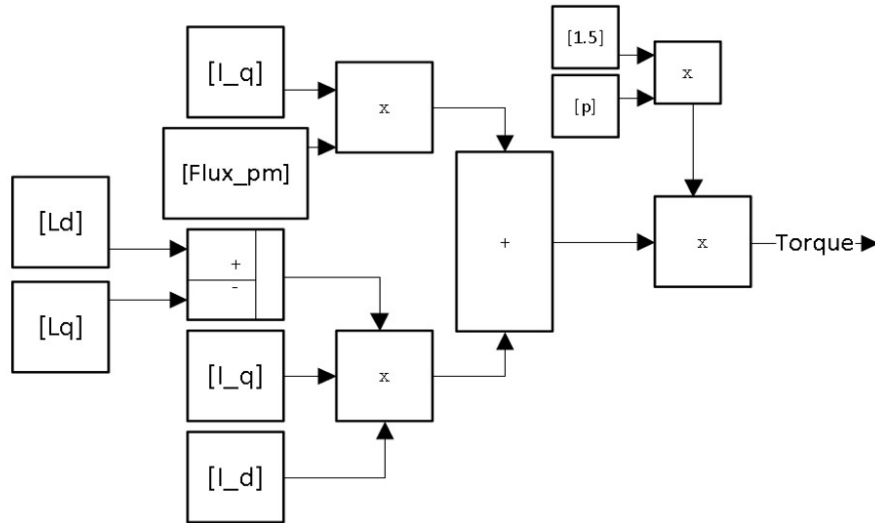 [I_q]
x
[Flux_pm]
[1.5]
[p]
x
[Ld]
[Lq]
+
-
[I_q]
[I_d]
x
+
x
Torque